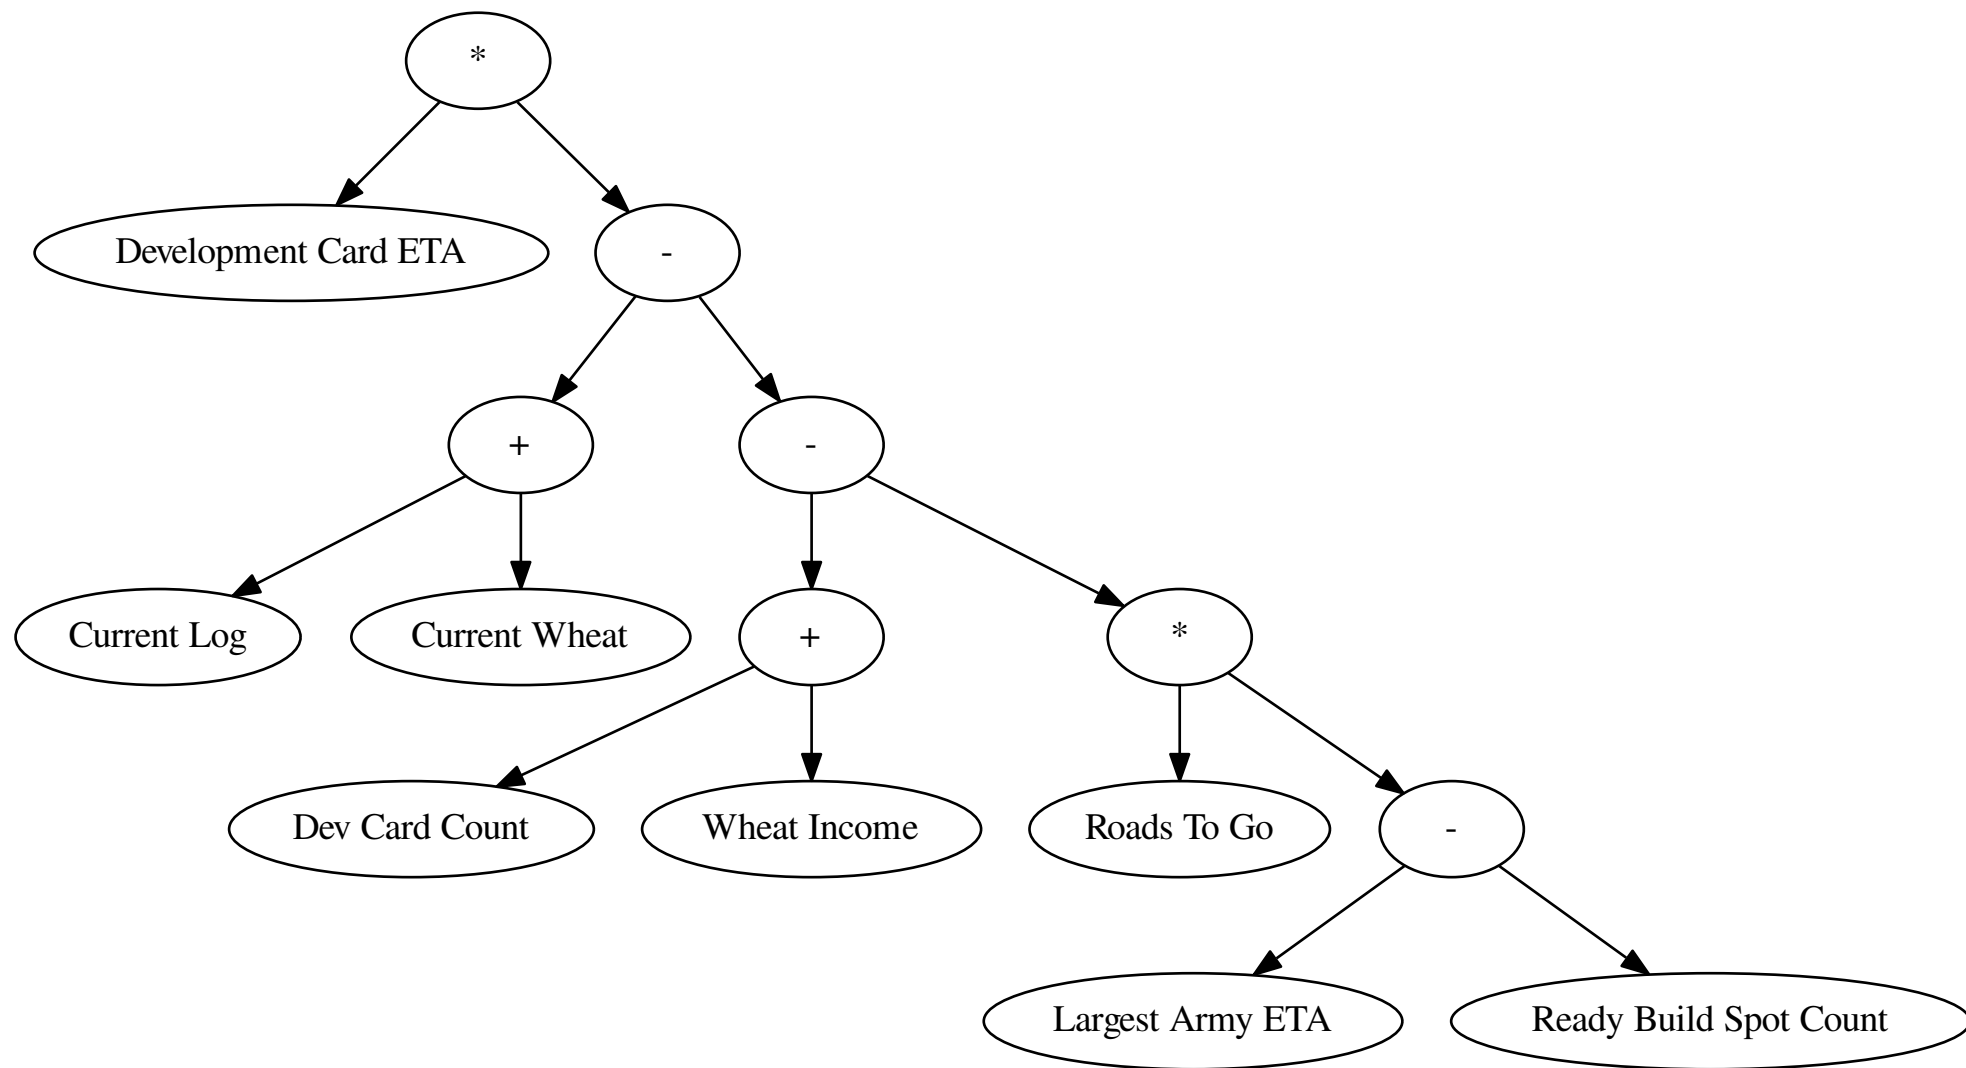 *
Development Card ETA
-
+
-
Current Log
Current Wheat
+
*
Dev Card Count
Wheat Income
Roads To Go
-
Largest Army ETA
Ready Build Spot Count